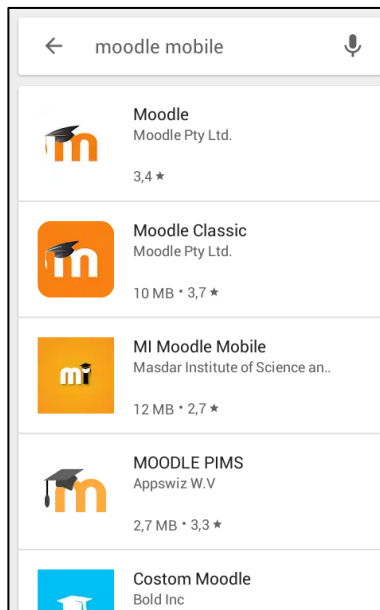 moodle mobile
Moodle
Moodle Pty Ltd.
3,4 ★
Moodle Classic
Moodle Pty Ltd.
10 MB • 3,7 ★
MI Moodle Mobile
Masdar Institute of Science an..
12 MB • 2,7 ★
MOODLE PIMS
Appswiz W.V
2,7 MB • 3,3 ★
Costom Moodle
Bold Inc